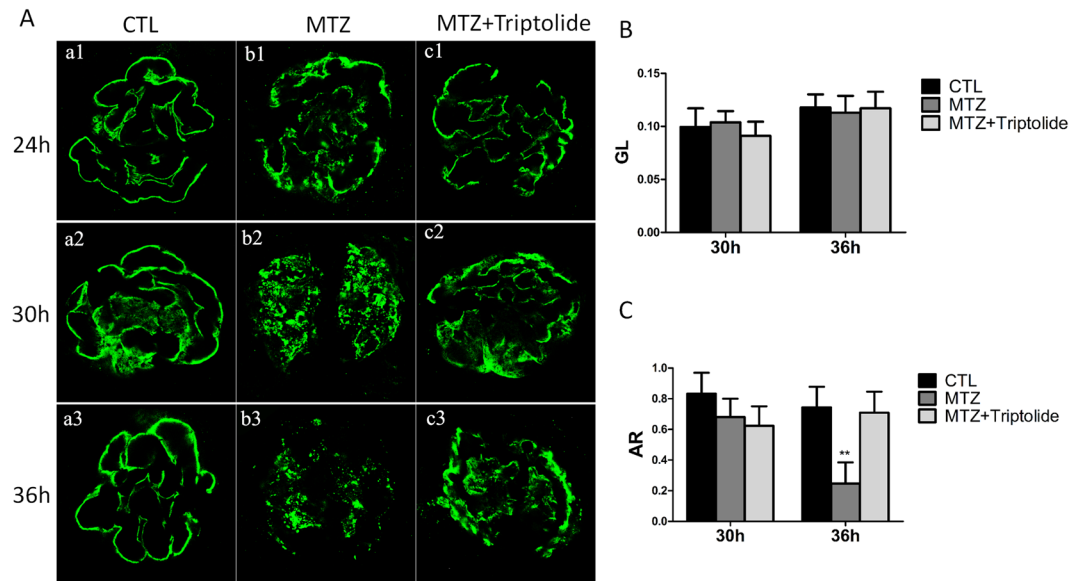 A
CTL MTZ MTZ+Triptolide
24h
a1 b1 c1
30h
a2 b2 c2
36h
a3 b3 c3
B
GL
0.15
0.10
0.05
0.00
30h 36h
CTL
MTZ
MTZ+Triptolide
C
AR
1.0
0.8
0.6
0.4
0.2
0.0
**
30h 36h
CTL
MTZ
MTZ+Triptolide